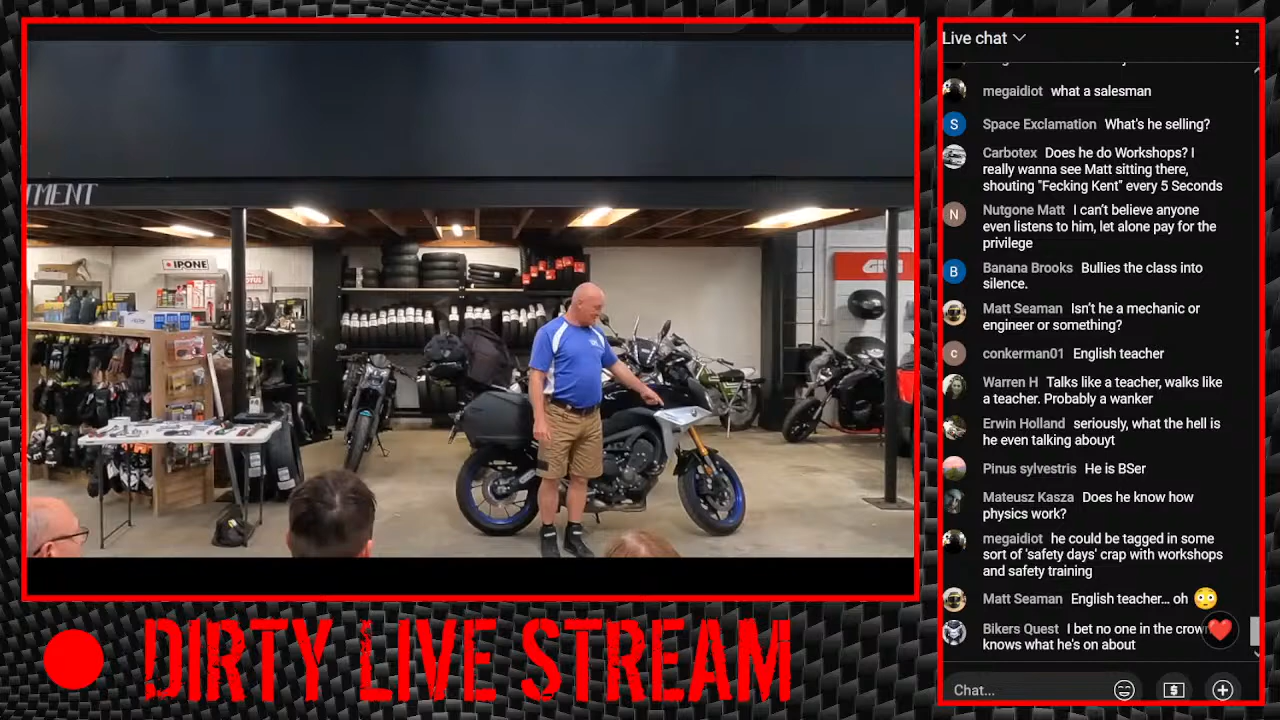 TMENT
IPONE
MOTUL
GIVI
DIRTY LIVE STREAM
Live chat
megaidiot what a salesman
Space Exclamation What's he selling?
Carbotex Does he do Workshops? I
really wanna see Matt sitting there,
shouting "Fecking Kent" every 5 Seconds
Nutgone Matt I can't believe anyone
even listens to him, let alone pay for the
privilege
Banana Brooks Bullies the class into
silence.
Matt Seaman Isn't he a mechanic or
engineer or something?
conkerman01 English teacher
Warren H Talks like a teacher, walks like
a teacher. Probably a wanker
Erwin Holland seriously, what the hell is
he even talking abouyt
Pinus sylvestris He is BSer
Mateusz Kasza Does he know how
physics work?
megaidiot he could be tagged in some
sort of 'safety days' crap with workshops
and safety training
Matt Seaman English teacher... oh 😳
Bikers Quest I bet no one in the crow
knows what he's on about
Chat...